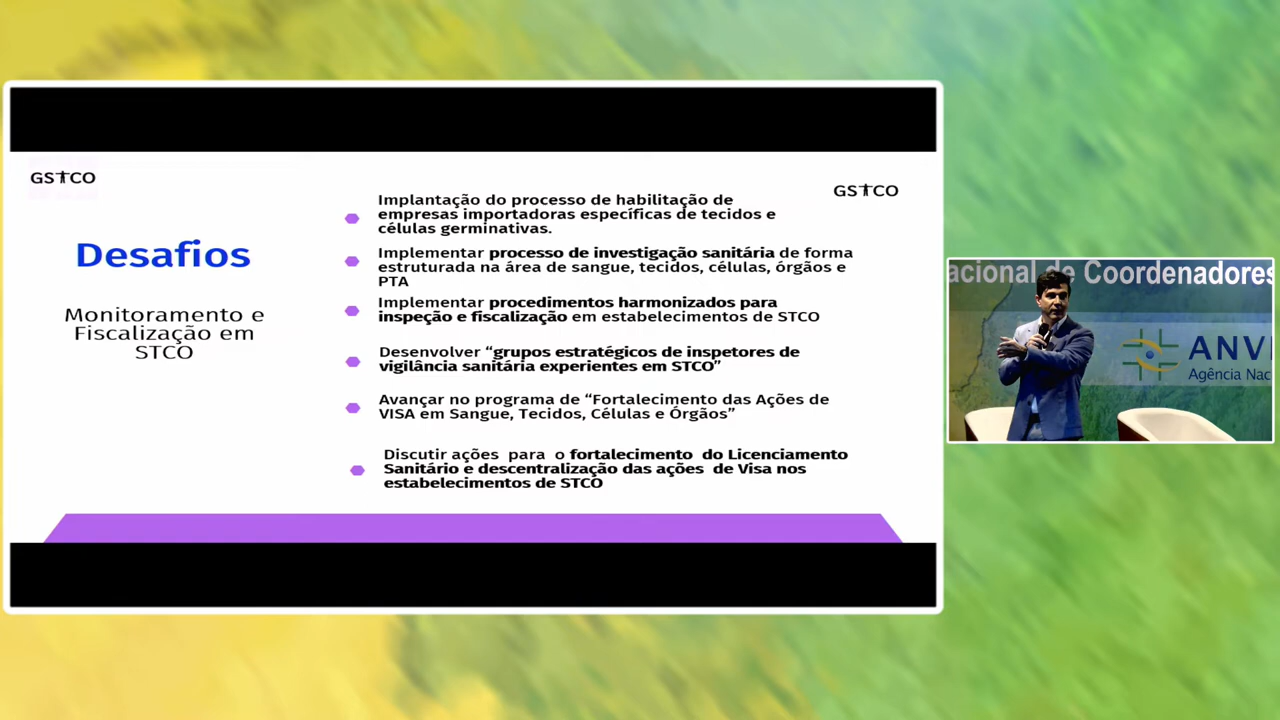 GSTCO
GSTCO
Desafios
Monitoramento e
Fiscalização em
STCO
Implantação do processo de habilitação de
empresas importadoras específicas de tecidos e
células germinativas.
Implementar processo de investigação sanitária de forma
estruturada na área de sangue, tecidos, células, órgãos e
PTA
Implementar procedimentos harmonizados para
inspeção e fiscalização em estabelecimentos de STCO
Desenvolver “grupos estratégicos de inspetores de
vigilância sanitária experientes em STCO”
Avançar no programa de “Fortalecimento das Ações de
VISA em Sangue, Tecidos, Células e Órgãos”
Discutir ações para o fortalecimento do Licenciamento
Sanitário e descentralização das ações de Visa nos
estabelecimentos de STCO
acional de Coordenadores
ANVI
Agência Nac